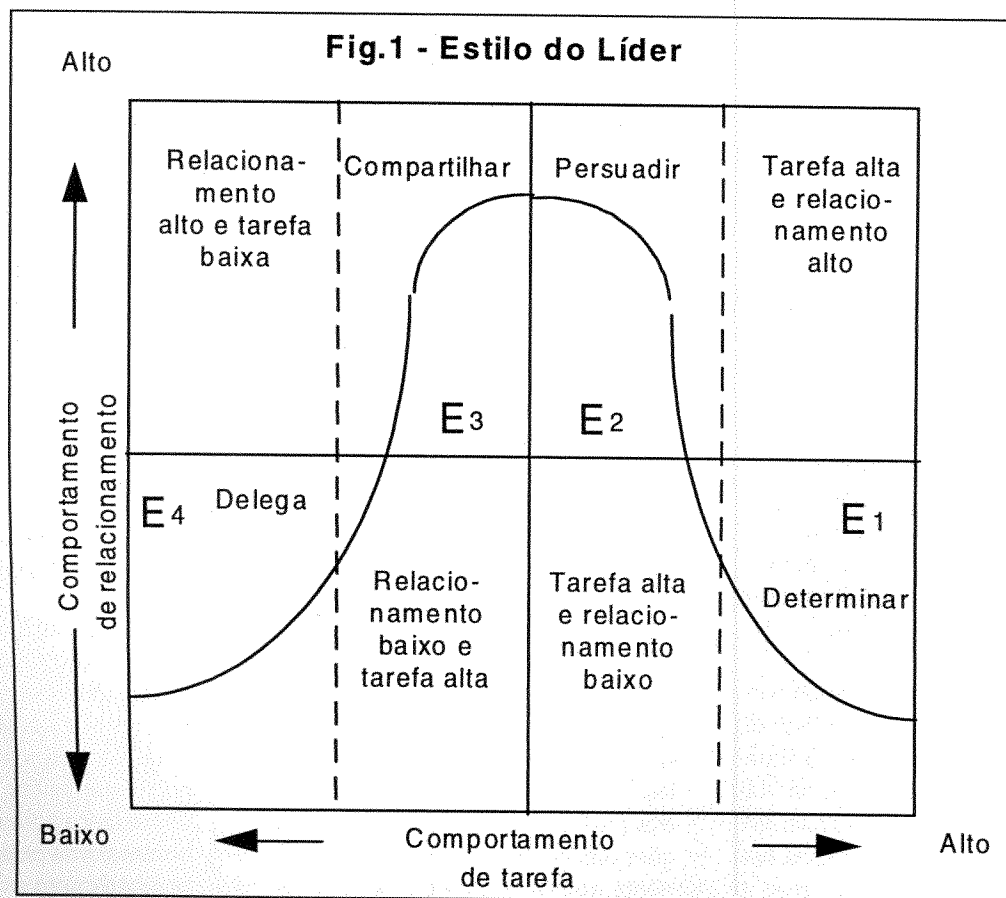 Fig.1 - Estilo do Líder
Alto
Relaciona-
mento
alto e tarefa
baixa
Compartilhar
Persuadir
Tarefa alta
e relacio-
namento
alto
E3
E2
Comportamento
de relacionamento
E4
Delega
E1
Relacio-
namento
baixo e
tarefa alta
Tarefa alta
e relacio-
namento
baixo
Determinar
Baixo
Comportamento
de tarefa
Alto